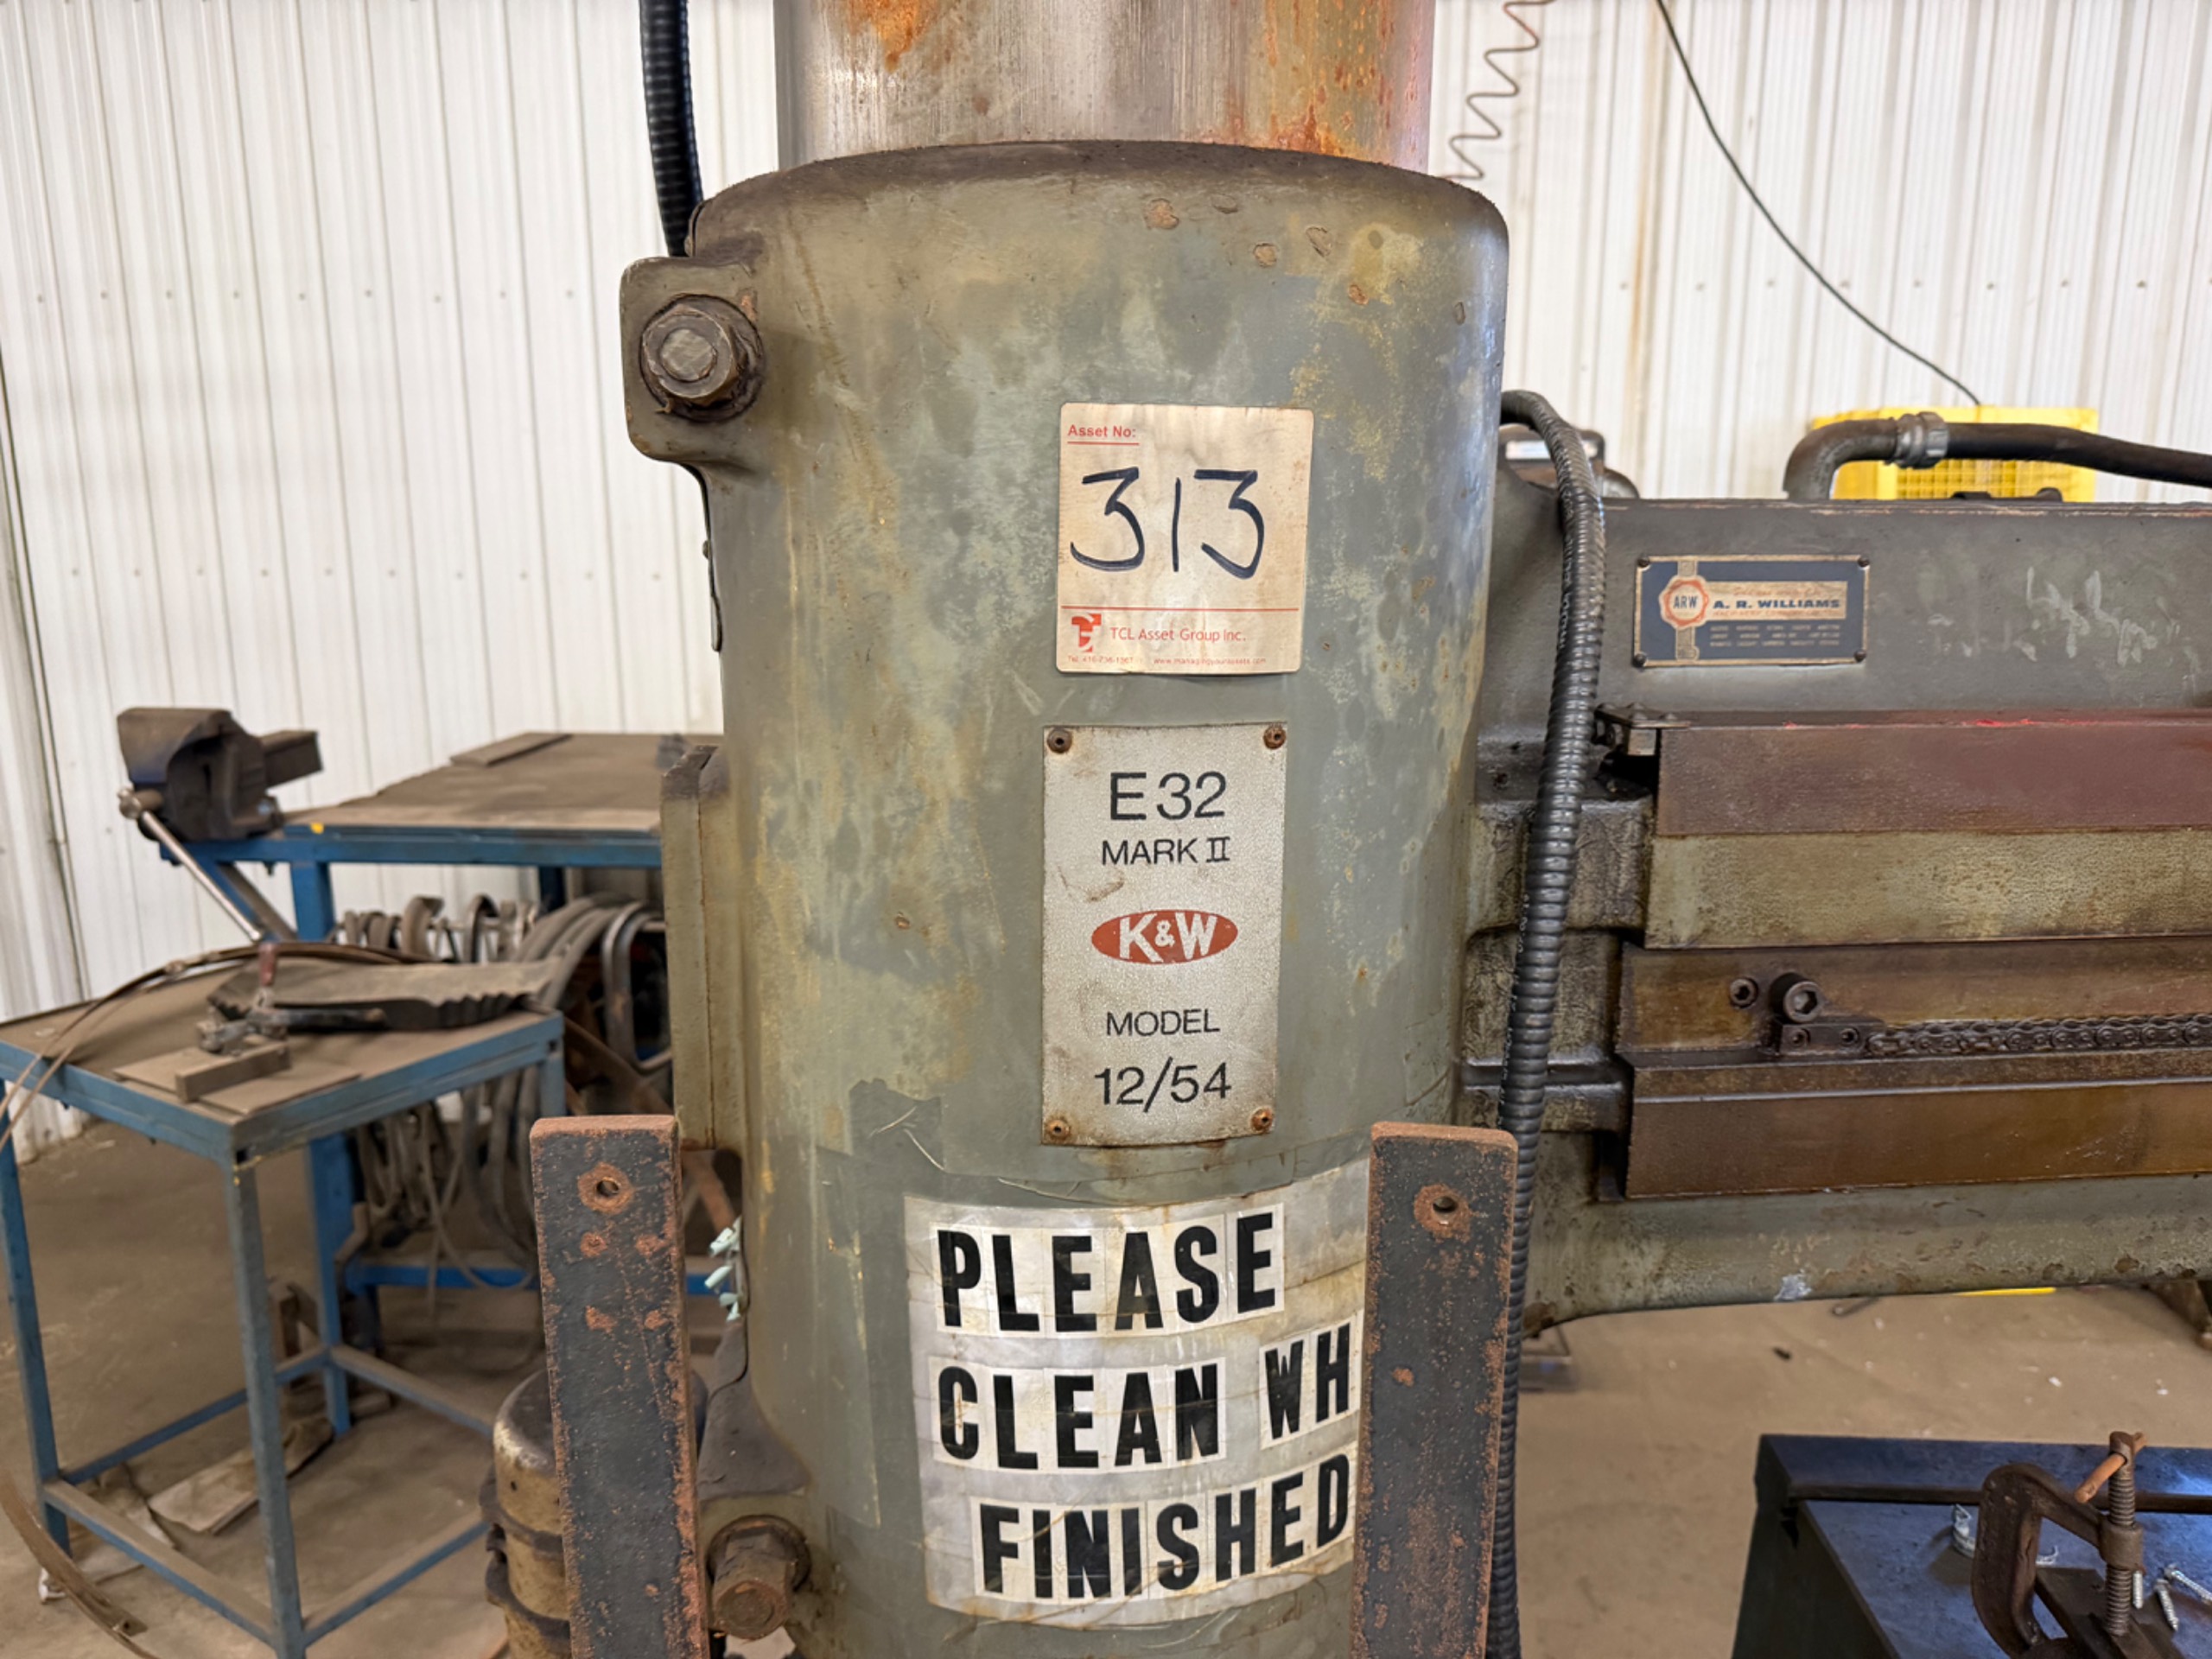 Asset No:
313
TCL Asset Group Inc.
ARW
A. R. WILLIAMS
E32
MARK II
K&W
MODEL
12/54
PLEASE
CLEAN WH
FINISHED